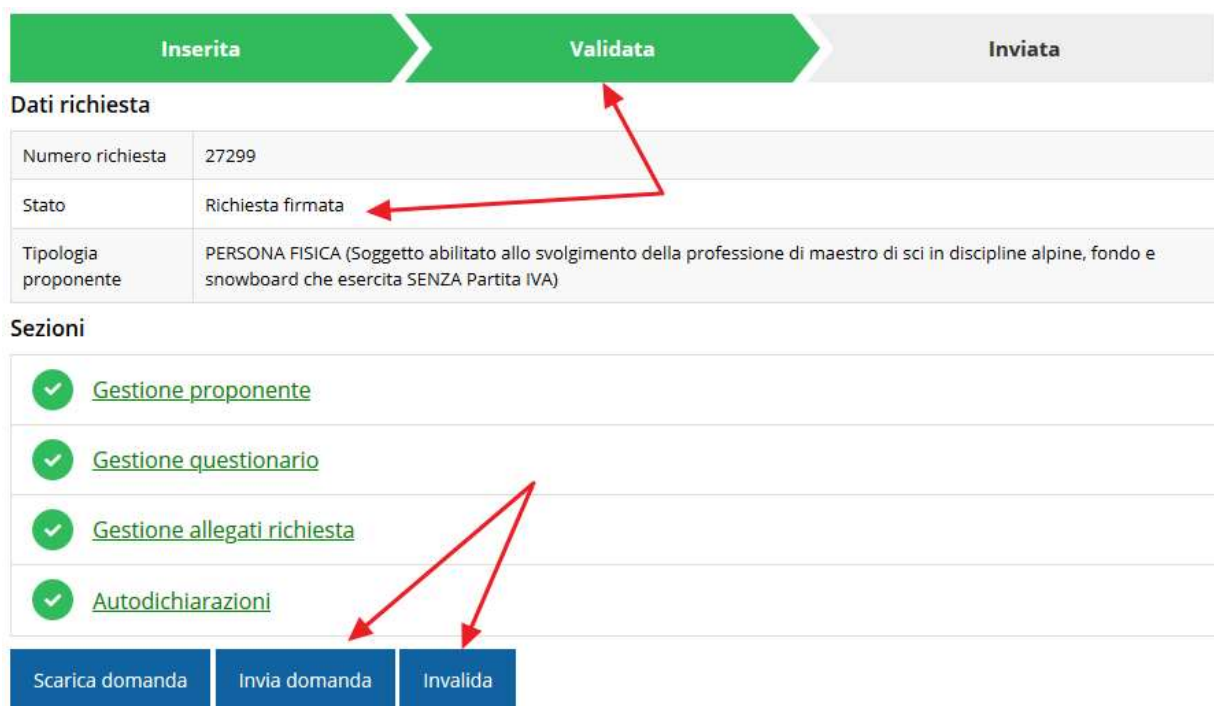 Inserita
Validata
Inviata
Dati richiesta
Numero richiesta 27299
Stato Richiesta firmata
Tipologia proponente PERSONA FISICA (Soggetto abilitato allo svolgimento della professione di maestro di sci in discipline alpine, fondo e
snowboard che esercita SENZA Partita IVA)
Sezioni
Gestione proponente
Gestione questionario
Gestione allegati richiesta
Autodichiarazioni
Scarica domanda
Invia domanda
Invalida